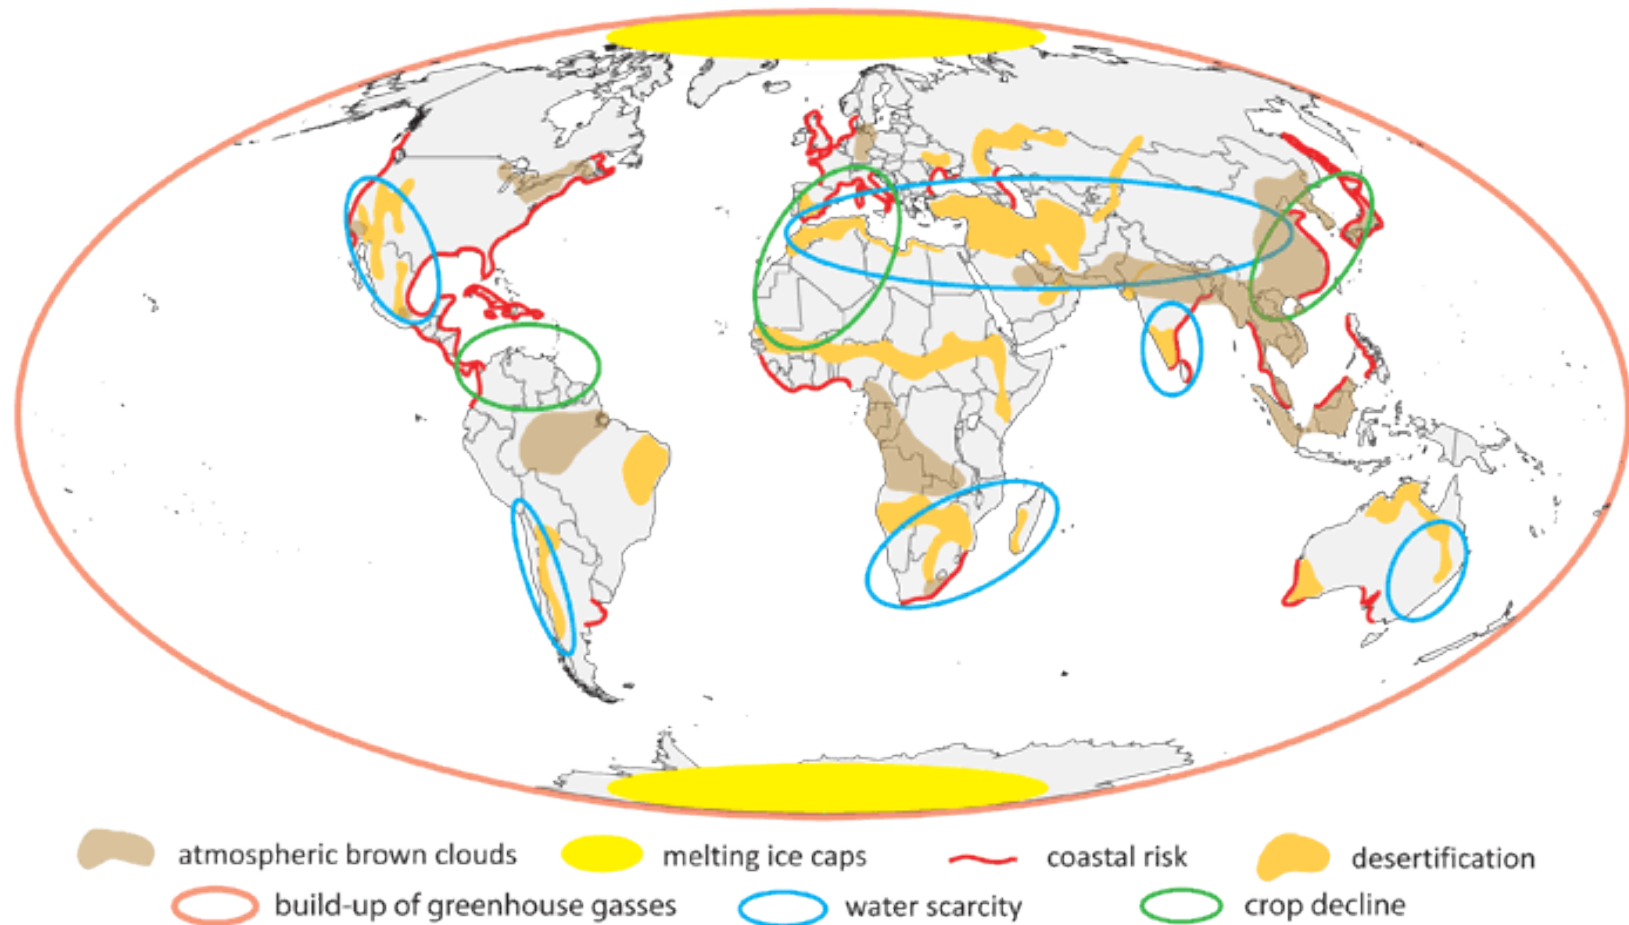 atmospheric brown clouds
melting ice caps
coastal risk
desertification
build-up of greenhouse gasses
water scarcity
crop decline